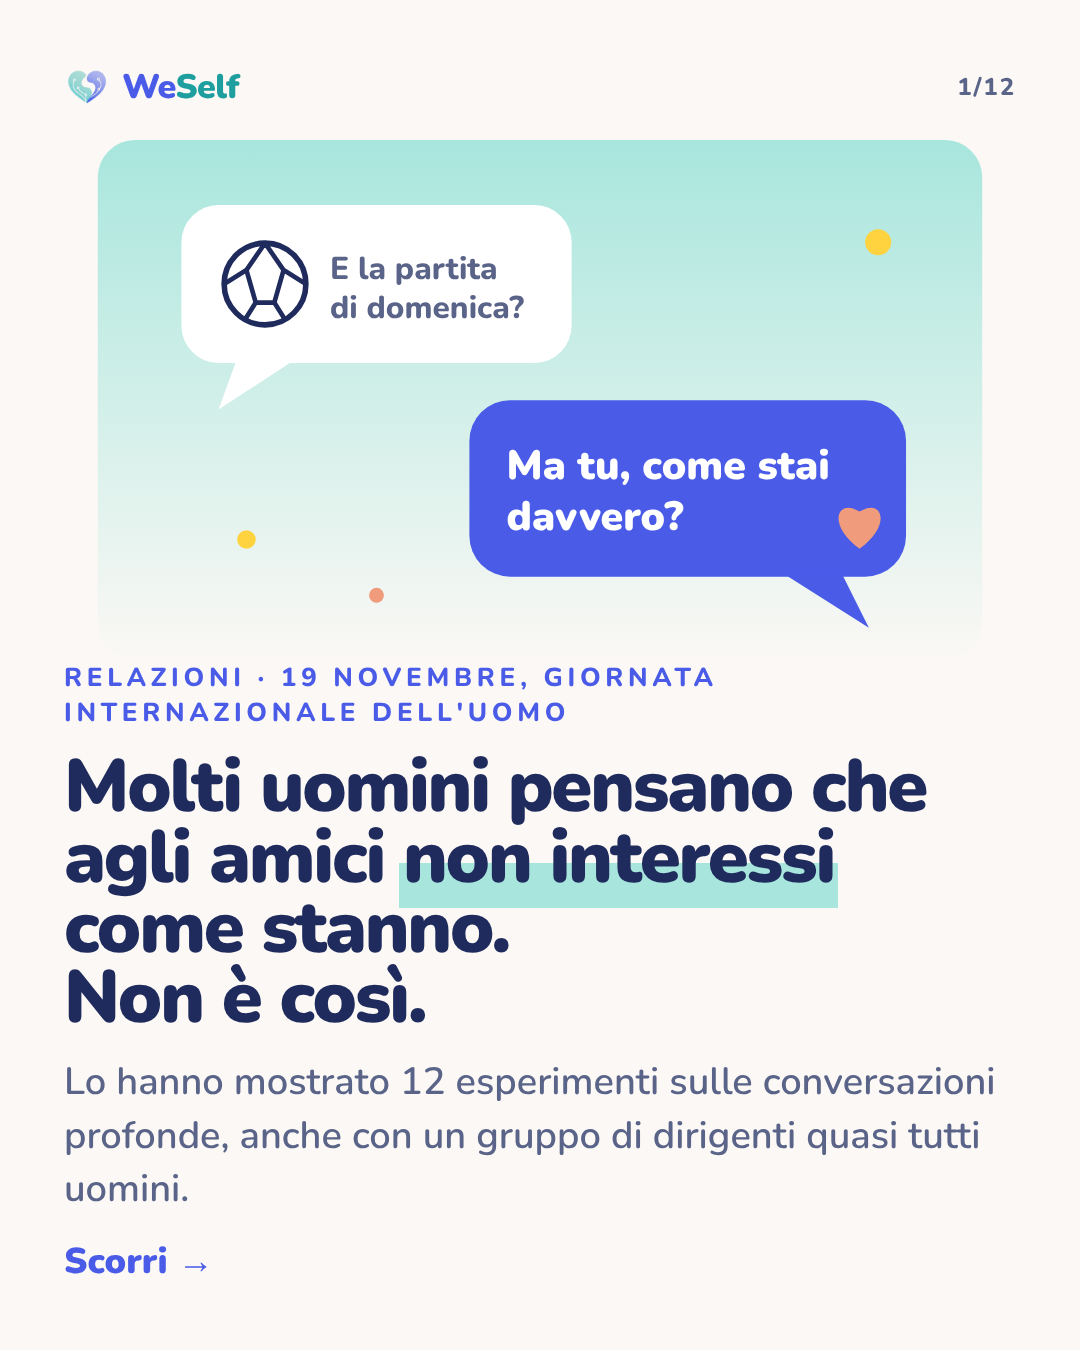 WeSelf
1/12
E la partita
di domenica?
Ma tu, come stai
davvero?
RELAZIONI · 19 NOVEMBRE, GIORNATA
INTERNAZIONALE DELL'UOMO
Molti uomini pensano che
agli amici non interessi
come stanno.
Non è così.
Lo hanno mostrato 12 esperimenti sulle conversazioni
profonde, anche con un gruppo di dirigenti quasi tutti
uomini.
Scorri →